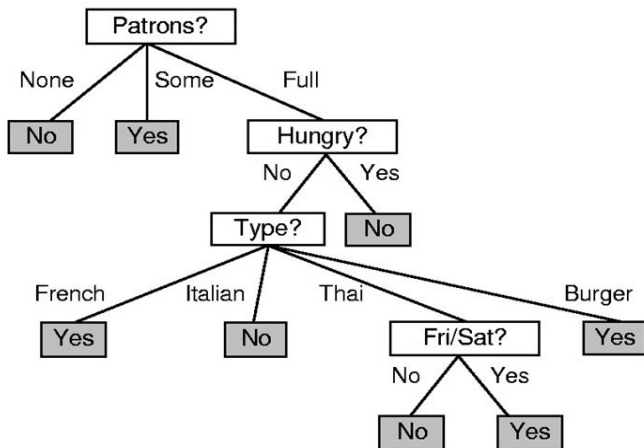 Patrons?
None Some Full
No Yes Hungry?
No Yes
Type? No
French Italian Thai Burger
Yes No Fri/Sat? Yes
No Yes
No Yes